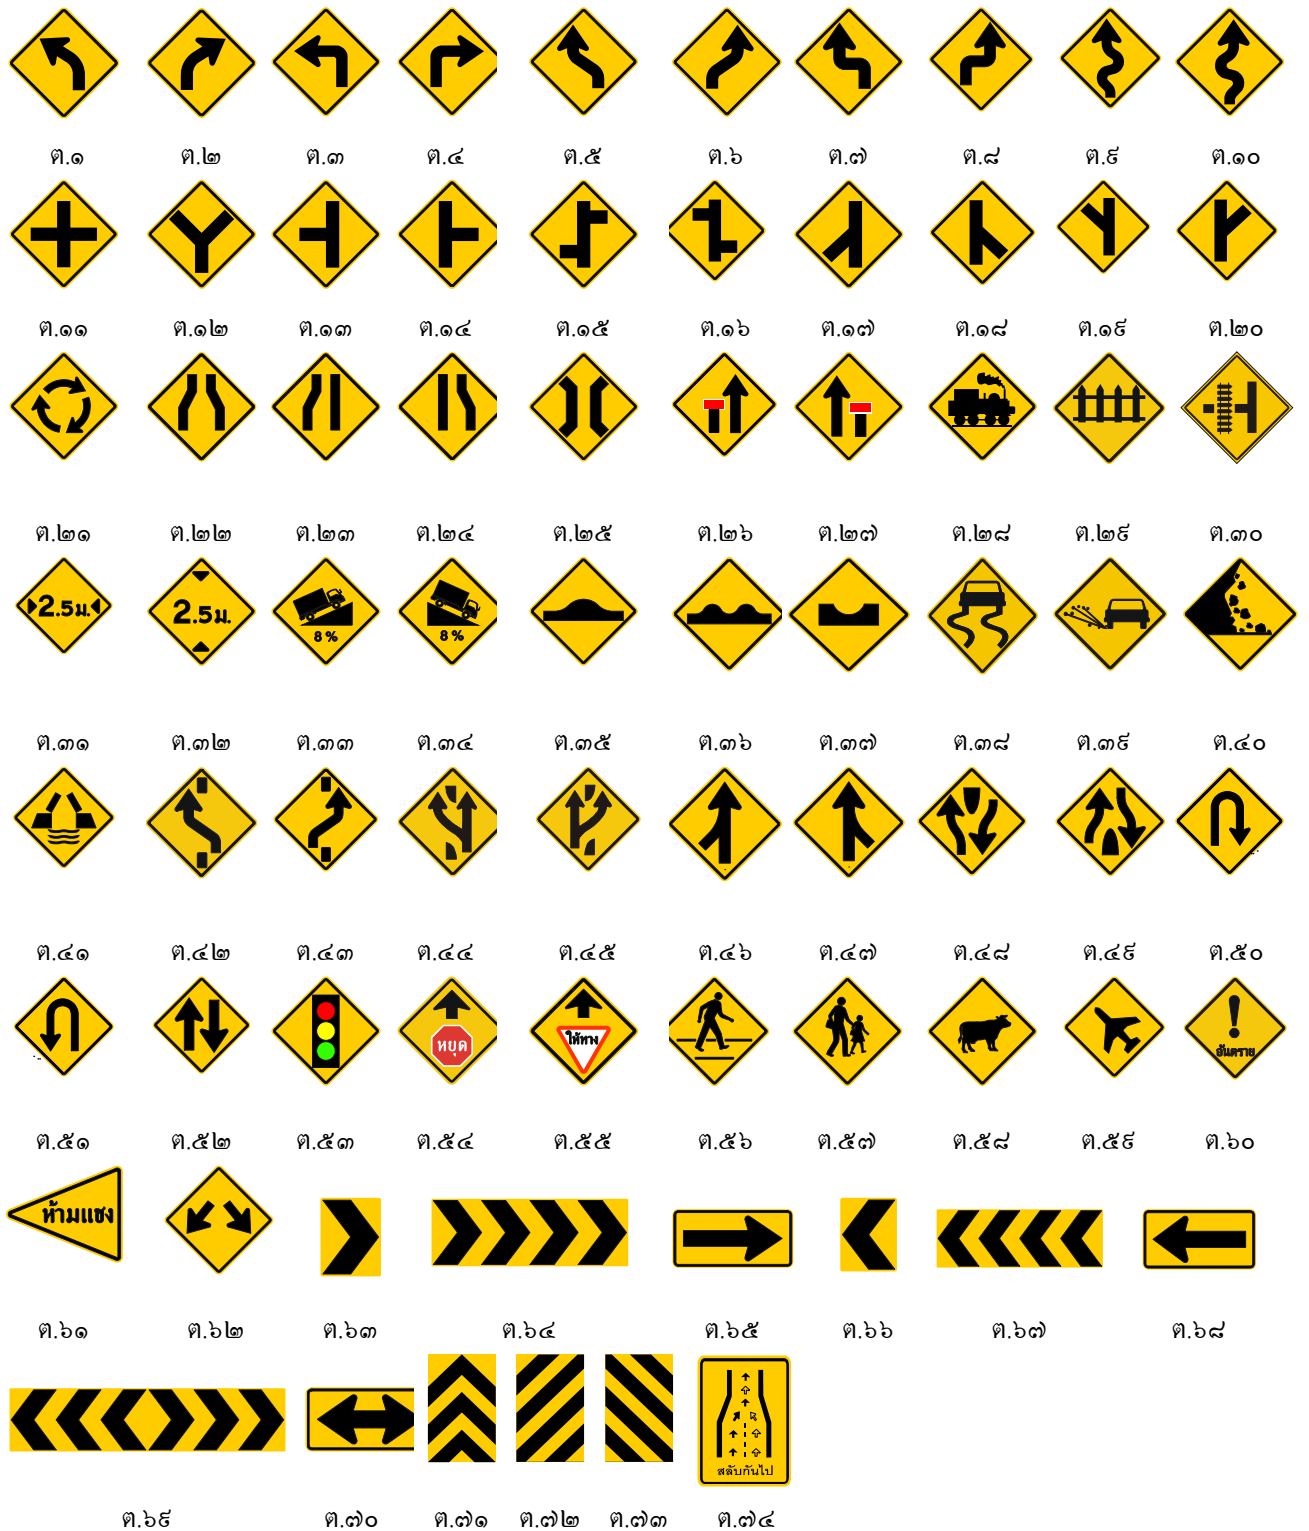 ต.๑ ต.๒ ต.๓ ต.๔ ต.๕ ต.๖ ต.๗ ต.๘ ต.๙ ต.๑๐
ต.๑๑ ต.๑๒ ต.๑๓ ต.๑๔ ต.๑๕ ต.๑๖ ต.๑๗ ต.๑๘ ต.๑๙ ต.๒๐
ต.๒๑ ต.๒๒ ต.๒๓ ต.๒๔ ต.๒๕ ต.๒๖ ต.๒๗ ต.๒๘ ต.๒๙ ต.๓๐
2.5ม. 2.5ม.
8 % 8 %
ต.๓๑ ต.๓๒ ต.๓๓ ต.๓๔ ต.๓๕ ต.๓๖ ต.๓๗ ต.๓๘ ต.๓๙ ต.๔๐
ต.๔๑ ต.๔๒ ต.๔๓ ต.๔๔ ต.๔๕ ต.๔๖ ต.๔๗ ต.๔๘ ต.๔๙ ต.๕๐
หยุด ให้ทาง อันตราย
ต.๕๑ ต.๕๒ ต.๕๓ ต.๕๔ ต.๕๕ ต.๕๖ ต.๕๗ ต.๕๘ ต.๕๙ ต.๖๐
ห้ามแซง
ต.๖๑ ต.๖๒ ต.๖๓ ต.๖๔ ต.๖๕ ต.๖๖ ต.๖๗ ต.๖๘
สลับกันไป
ต.๖๙ ต.๗๐ ต.๗๑ ต.๗๒ ต.๗๓ ต.๗๔